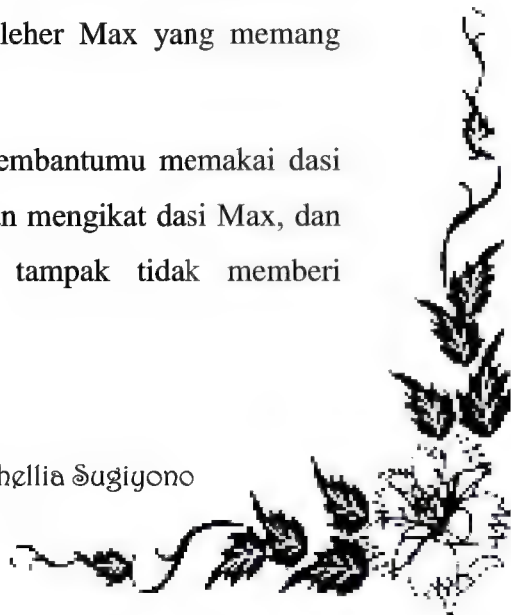 leher Max yang memang
embantumu memakai dasi
n mengikat dasi Max, dan
tampak tidak memberi
hellia Sugiyono